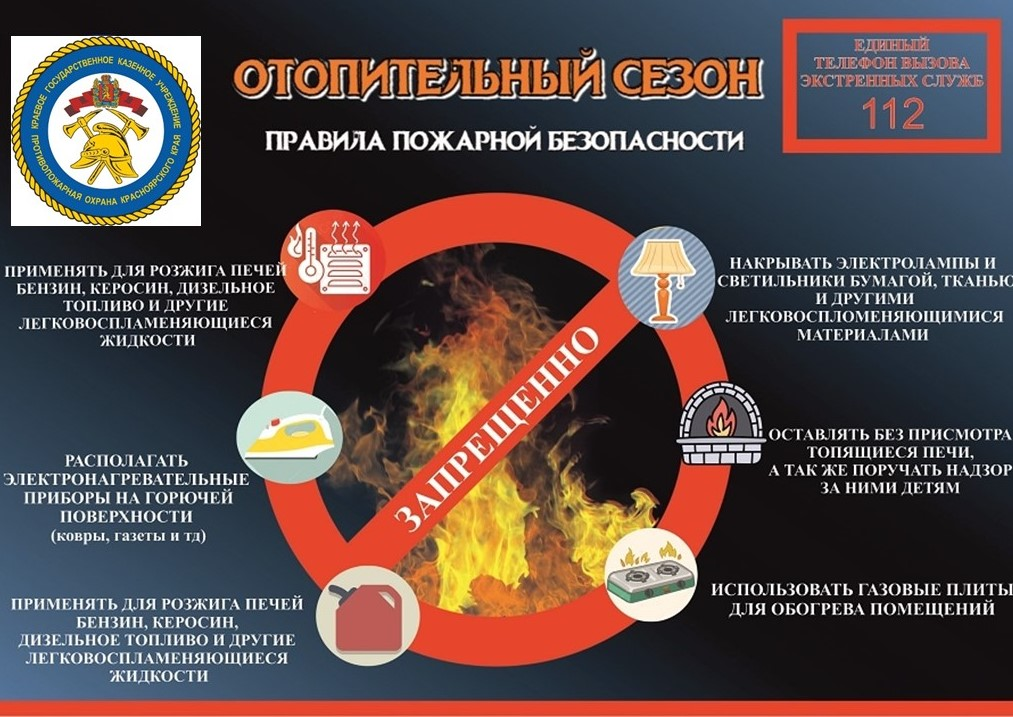 КРАЕВОЕ ГОСУДАРСТВЕННОЕ КАЗЕННОЕ УЧРЕЖДЕНИЕ
ПРОТИВОПОЖАРНАЯ ОХРАНА КРАСНОЯРСКОГО КРАЯ
ОТОПИТЕЛЬНЫЙ СЕЗОН
ПРАВИЛА ПОЖАРНОЙ БЕЗОПАСНОСТИ
ЕДИНЫЙ
ТЕЛЕФОН ВЫЗОВА
ЭКСТРЕННЫХ СЛУЖБ
112
ПРИМЕНЯТЬ ДЛЯ РОЗЖИГА ПЕЧЕЙ
БЕНЗИН, КЕРОСИН, ДИЗЕЛЬНОЕ
ТОПЛИВО И ДРУГИЕ
ЛЕГКОВОСПЛАМЕНЯЮЩИЕСЯ
ЖИДКОСТИ
РАСПОЛАГАТЬ
ЭЛЕКТРОНАГРЕВАТЕЛЬНЫЕ
ПРИБОРЫ НА ГОРЮЧЕЙ
ПОВЕРХНОСТИ
(ковры, газеты и тд)
ПРИМЕНЯТЬ ДЛЯ РОЗЖИГА ПЕЧЕЙ
БЕНЗИН, КЕРОСИН,
ДИЗЕЛЬНОЕ ТОПЛИВО И ДРУГИЕ
ЛЕГКОВОСПЛАМЕНЯЮЩИЕСЯ
ЖИДКОСТИ
ЗАПРЕЩЕННО
НАКРЫВАТЬ ЭЛЕКТРОЛАМПЫ И
СВЕТИЛЬНИКИ БУМАГОЙ, ТКАНЬЮ
И ДРУГИМИ
ЛЕГКОВОСПЛОМЕНЯЮЩИМИСЯ
МАТЕРИАЛАМИ
ОСТАВЛЯТЬ БЕЗ ПРИСМОТРА
ТОПЯЩИЕСЯ ПЕЧИ,
А ТАК ЖЕ ПОРУЧАТЬ НАДЗОР
ЗА НИМИ ДЕТЯМ
ИСПОЛЬЗОВАТЬ ГАЗОВЫЕ ПЛИТЫ
ДЛЯ ОБОГРЕВА ПОМЕЩЕНИЙ